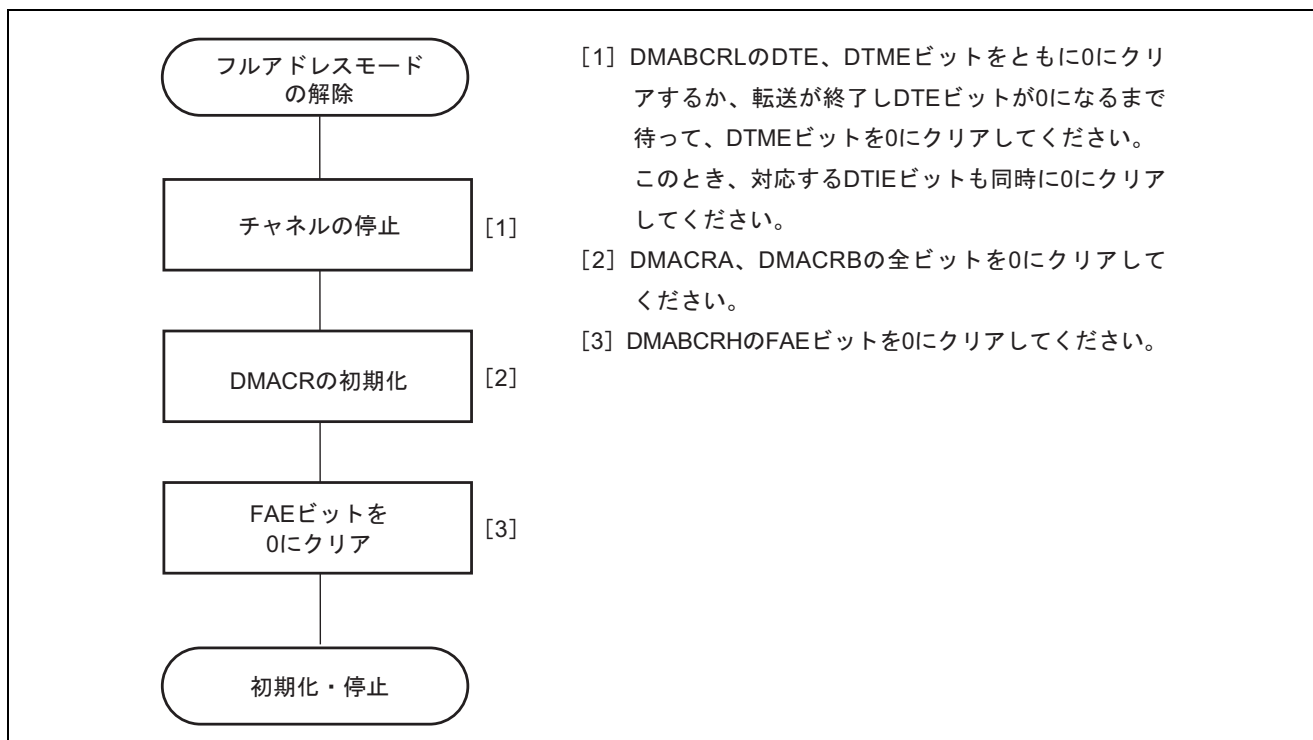 フルアドレスモード
の解除
チャネルの停止
[1]
DMACRの初期化
[2]
FAEビットを
0にクリア
[3]
初期化・停止
[1] DMABCRLのDTE、DTMEビットをともに0にクリ
アするか、転送が終了しDTEビットが0になるまで
待って、DTMEビットを0にクリアしてください。
このとき、対応するDTIEビットも同時に0にクリア
してください。
[2] DMACRA、DMACRBの全ビットを0にクリアして
ください。
[3] DMABCRHのFAEビットを0にクリアしてください。